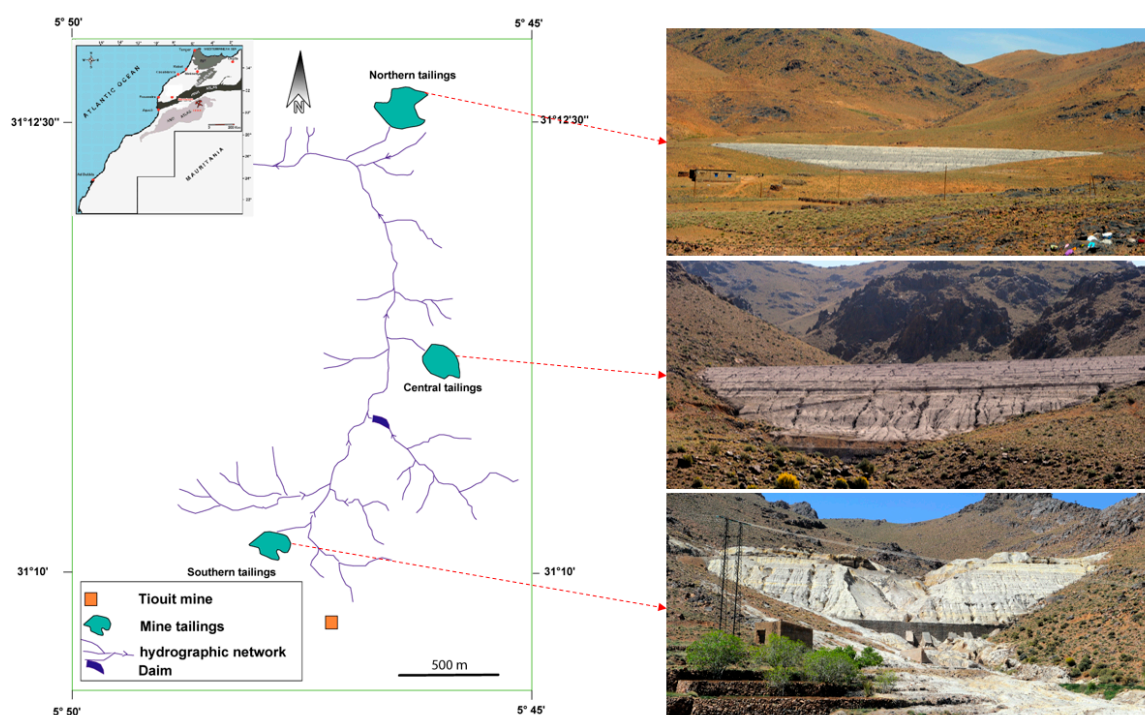 5° 50'
5° 45'
ATLANTIC OCEAN
MAURITANIA
N
Northern tailings
31°12'30''
31°12'30''
Central tailings
Southern tailings
31°10'
31°10'
Tiouit mine
Mine tailings
hydrographic network
Daim
500 m
5° 50'
5° 45'